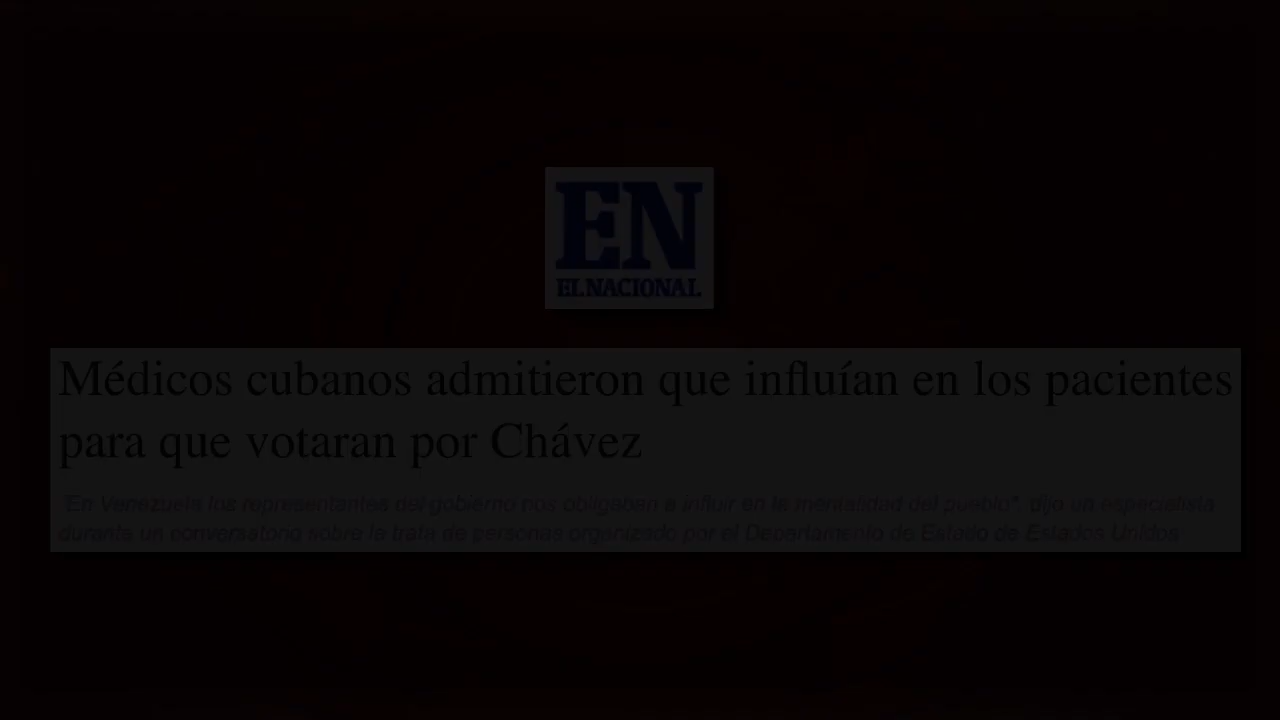 EN
EL NACIONAL
Médicos cubanos admitieron que influían en los pacientes
para que votaran por Chávez
"En Venezuela los representantes del gobierno nos obligaban a influir en la mentalidad del pueblo", dijo un especialista
durante un conversatorio sobre la trata de personas organizado por el Departamento de Estado de Estados Unidos